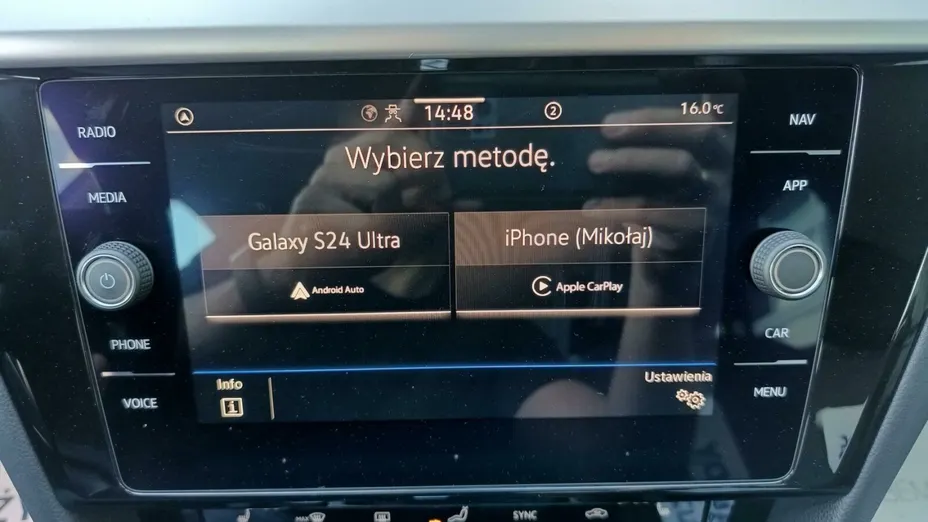 RADIO
MEDIA
PHONE
VOICE
14:48
2
16.0°C
Wybierz metodę.
Galaxy S24 Ultra
Android Auto
iPhone (Mikołaj)
Apple CarPlay
Info
i
Ustawienia
NAV
APP
CAR
MENU
MAX
SYNC